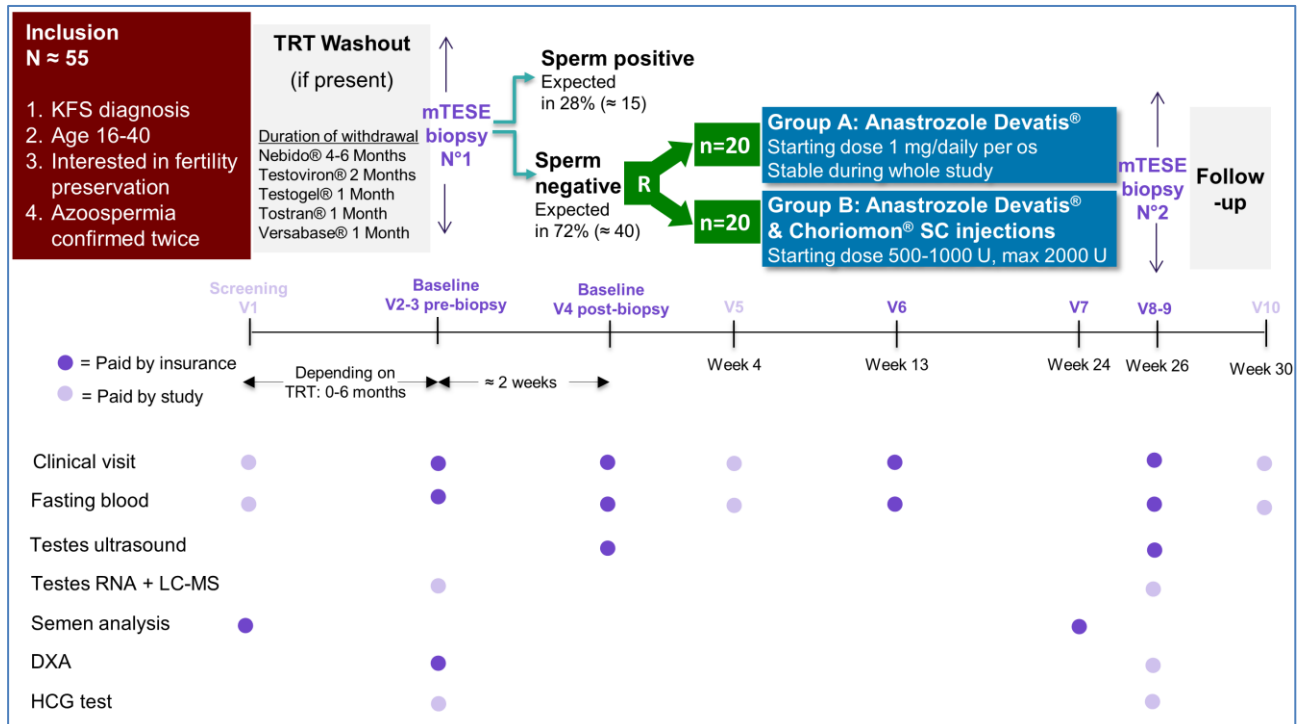 Inclusion
N ≈ 55
1. KFS diagnosis
2. Age 16-40
3. Interested in fertility
preservation
4. Azoospermia
confirmed twice
TRT Washout
(if present)
Duration of withdrawal
Nebido® 4-6 Months
Testoviron® 2 Months
Testogel® 1 Month
Tostran® 1 Month
Versabase® 1 Month
mTESE
biopsy
N°1
Sperm positive
Expected
in 28% (≈ 15)
Sperm
negative
Expected
in 72% (≈ 40)
R
n=20
Group A: Anastrozole Devatis®
Starting dose 1 mg/daily per os
Stable during whole study
n=20
Group B: Anastrozole Devatis®
& Choriomon® SC injections
Starting dose 500-1000 U, max 2000 U
mTESE
biopsy
N°2
Follow
-up
Screening
V1
Baseline
V2-3 pre-biopsy
Baseline
V4 post-biopsy
V5
V6
V7
V8-9
V10
Week 4
Week 13
Week 24
Week 26
Week 30
= Paid by insurance
= Paid by study
Depending on
TRT: 0-6 months
≈ 2 weeks
Clinical visit
Fasting blood
Testes ultrasound
Testes RNA + LC-MS
Semen analysis
DXA
HCG test